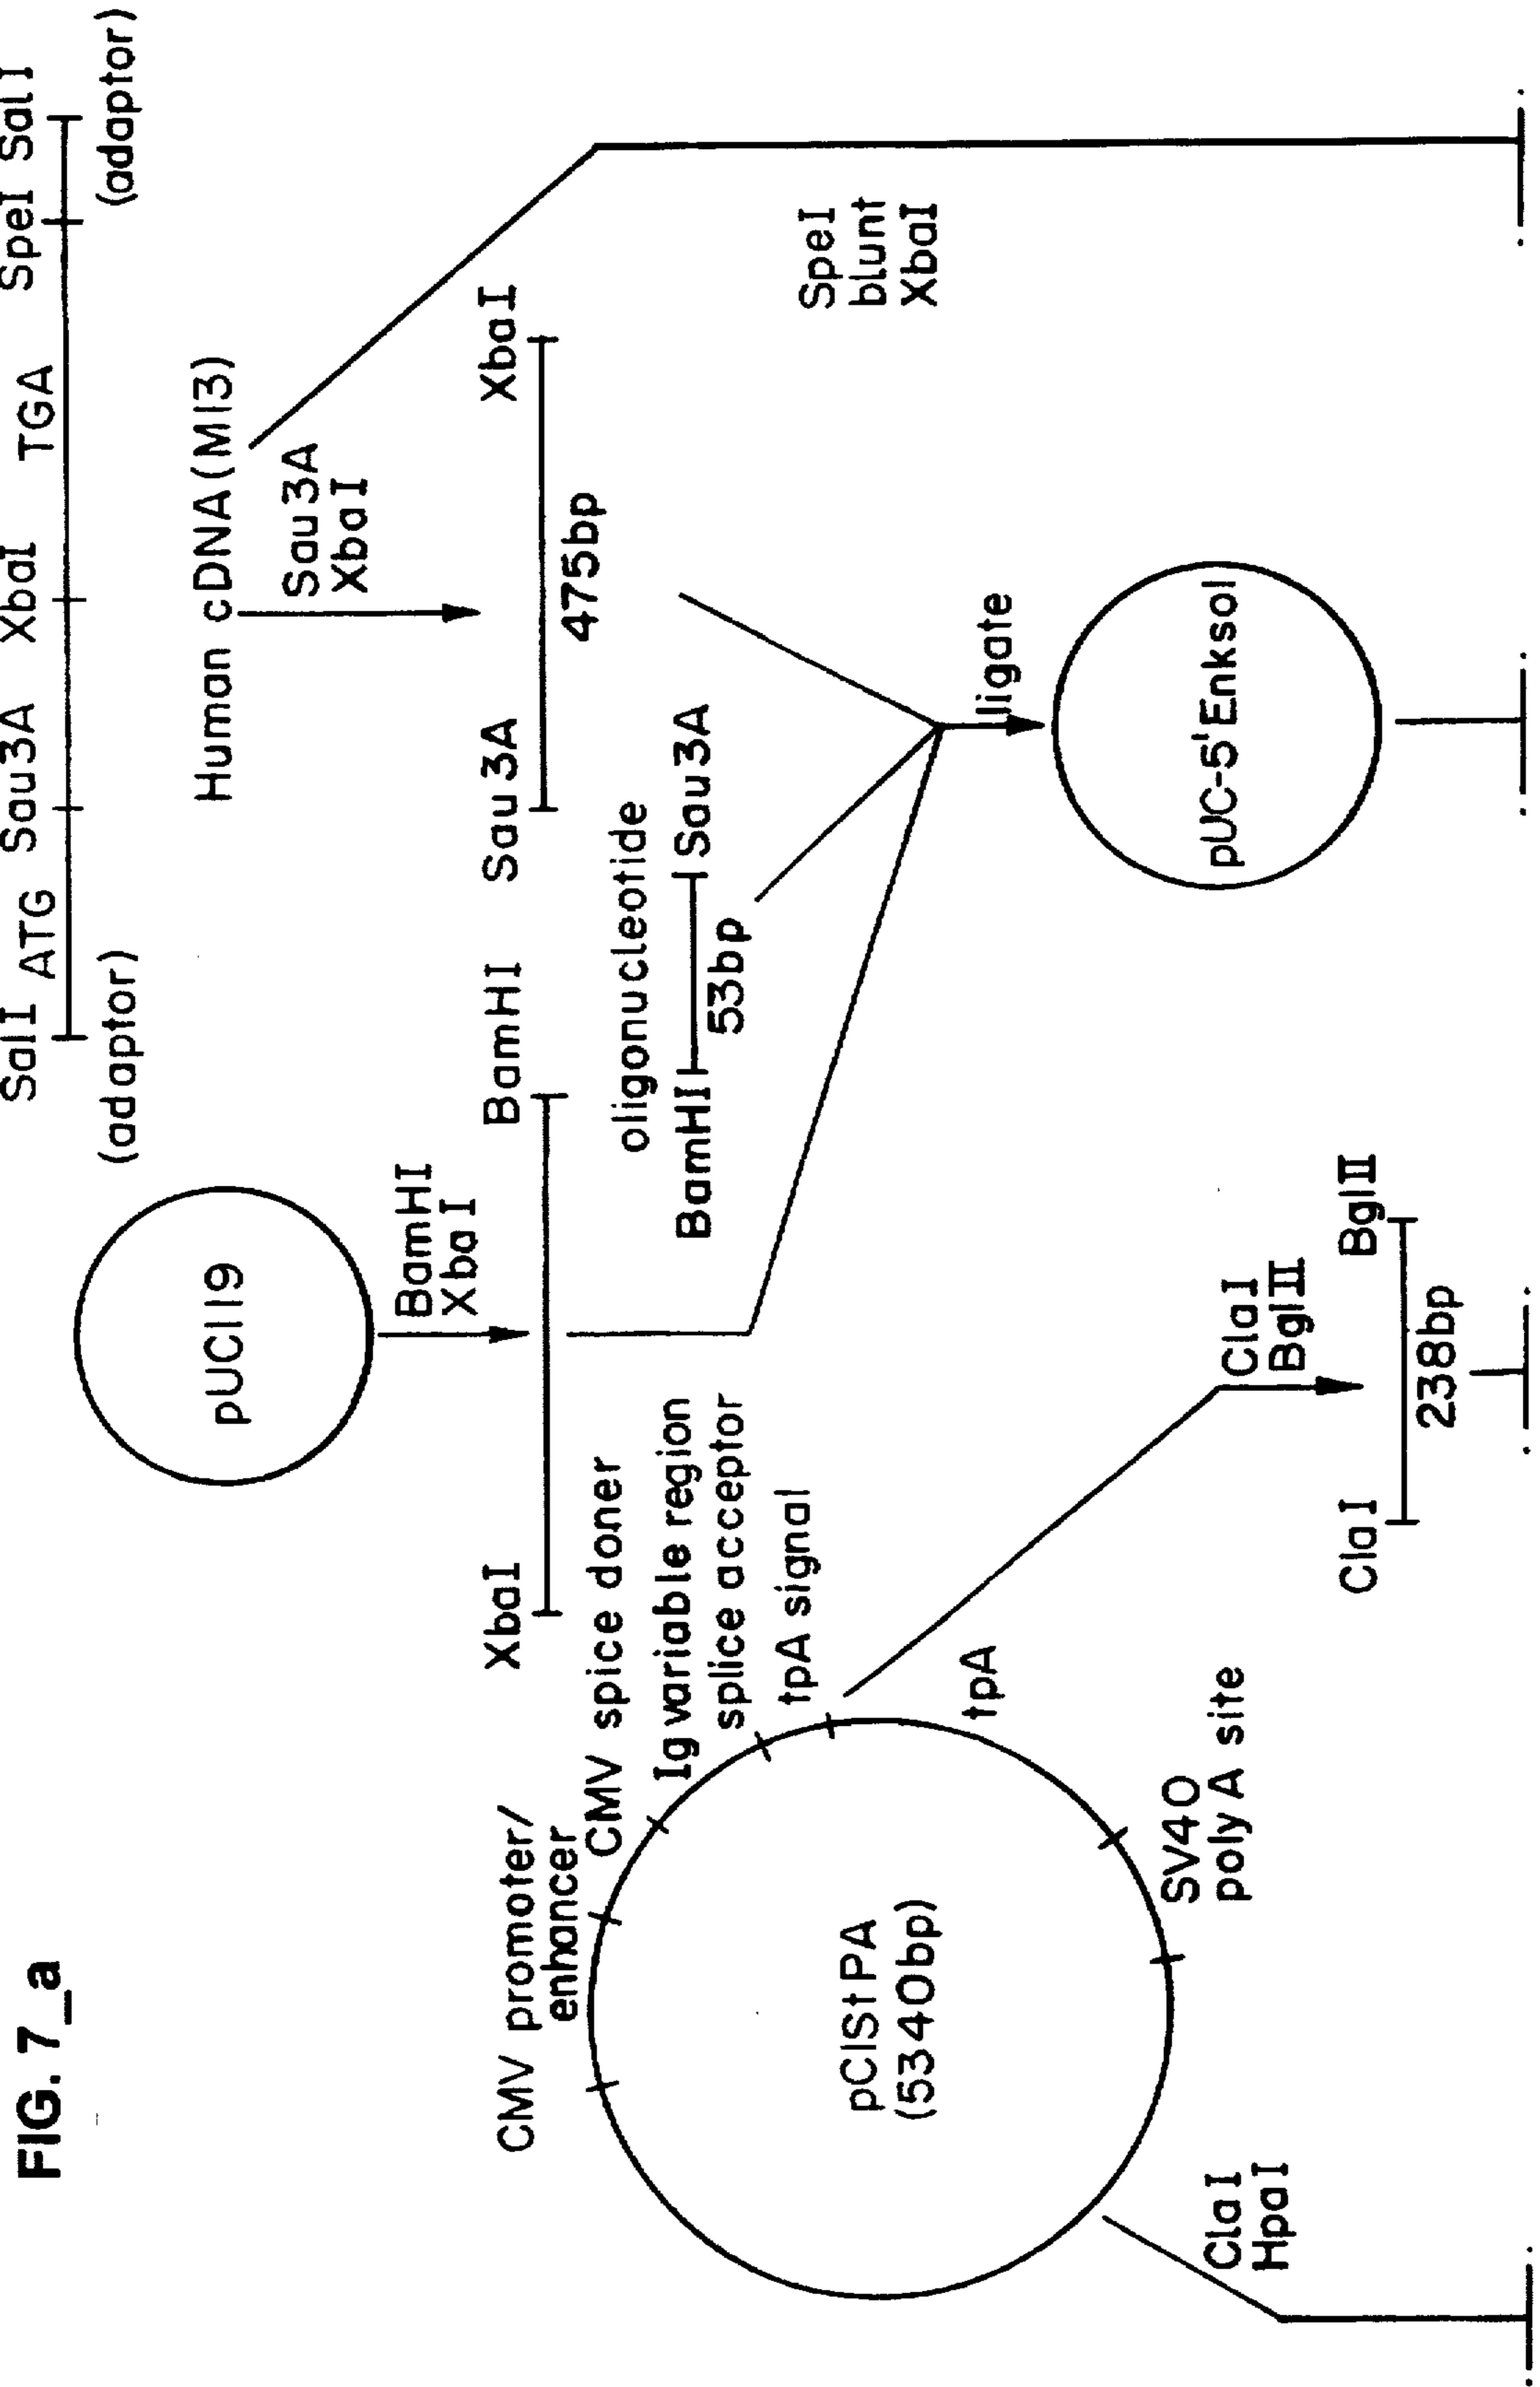 FIG. 7_a
SalI ATG Sau3A XbaI TGA SpeI SalI
(adaptor)
(adaptor)
pUC119
Human cDNA(M13)
BamHI
XbaI
Sau3A
XbaI
XbaI
BamHI
Sau3A
XbaI
475bp
oligonucleotide
BamHI
Sau3A
53bp
CMV promoter/
enhancer
CMV spice doner
Ig variable region
splice acceptor
tpA signal
tpA
SV40
poly A site
pCIStPA
(5340bp)
SpeI
blunt
XbaI
ligate
pUC-5'Enksol
ClaI
HpaI
ClaI
BglII
ClaI
BglII
238bp